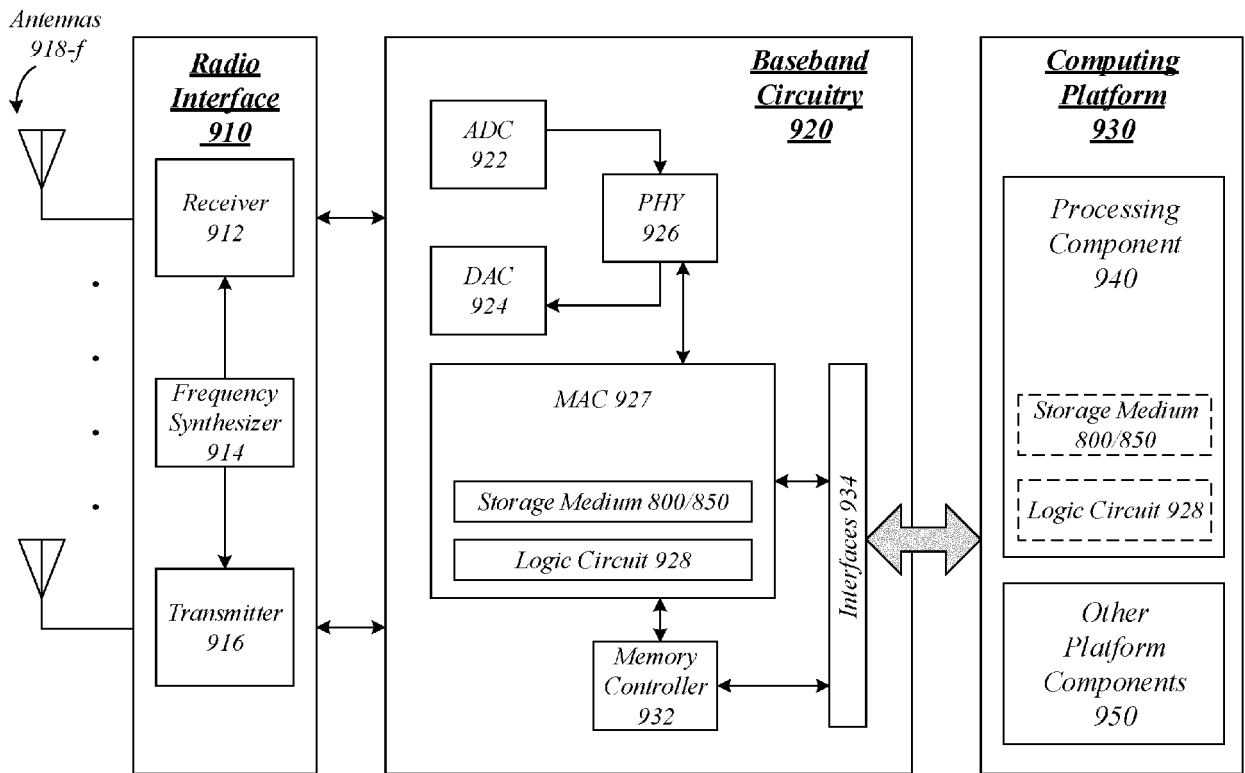 Antennas
918-f
Radio
Interface
910
Receiver
912
Frequency
Synthesizer
914
Transmitter
916
Baseband
Circuitry
920
ADC
922
PHY
926
DAC
924
MAC 927
Storage Medium 800/850
Logic Circuit 928
Interfaces 934
Memory
Controller
932
Computing
Platform
930
Processing
Component
940
Storage Medium
800/850
Logic Circuit 928
Other
Platform
Components
950